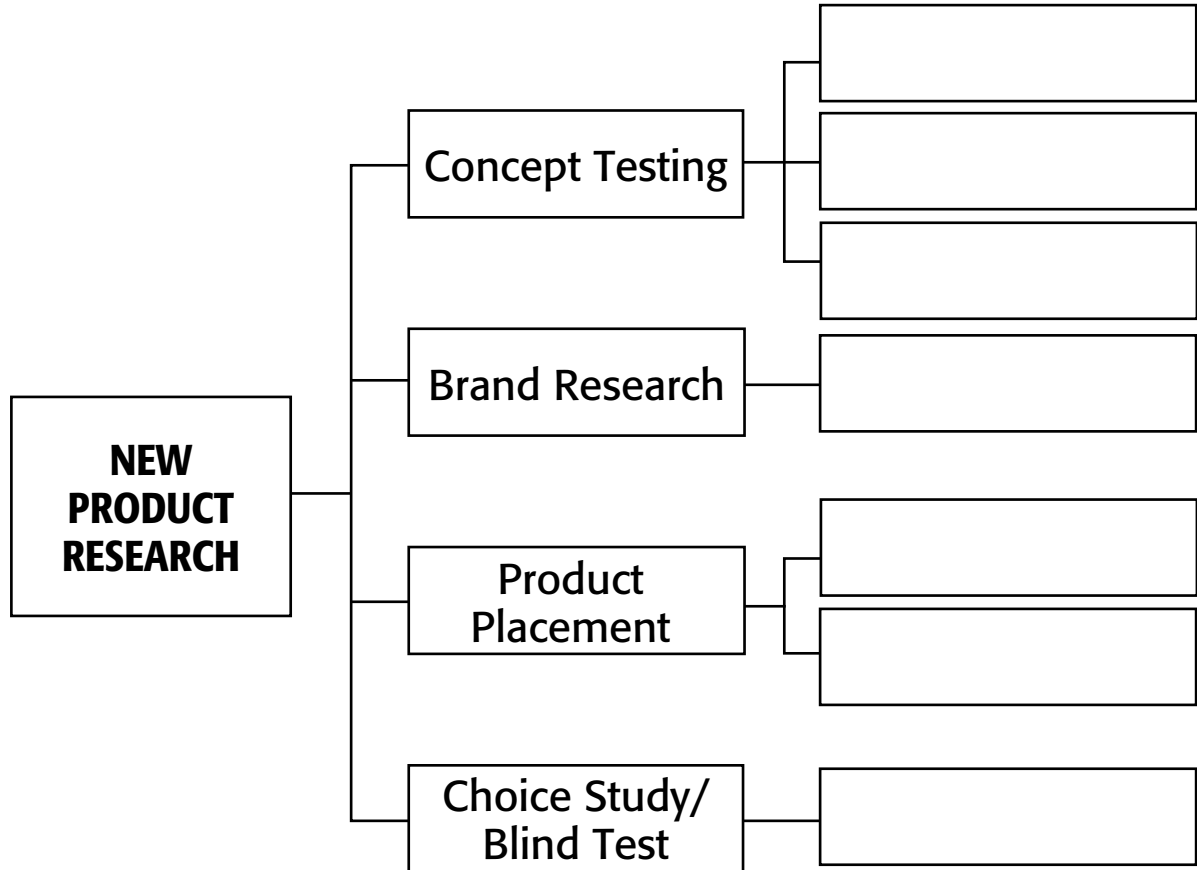 Concept Testing
Brand Research
NEW
PRODUCT
RESEARCH
Product
Placement
Choice Study/
Blind Test